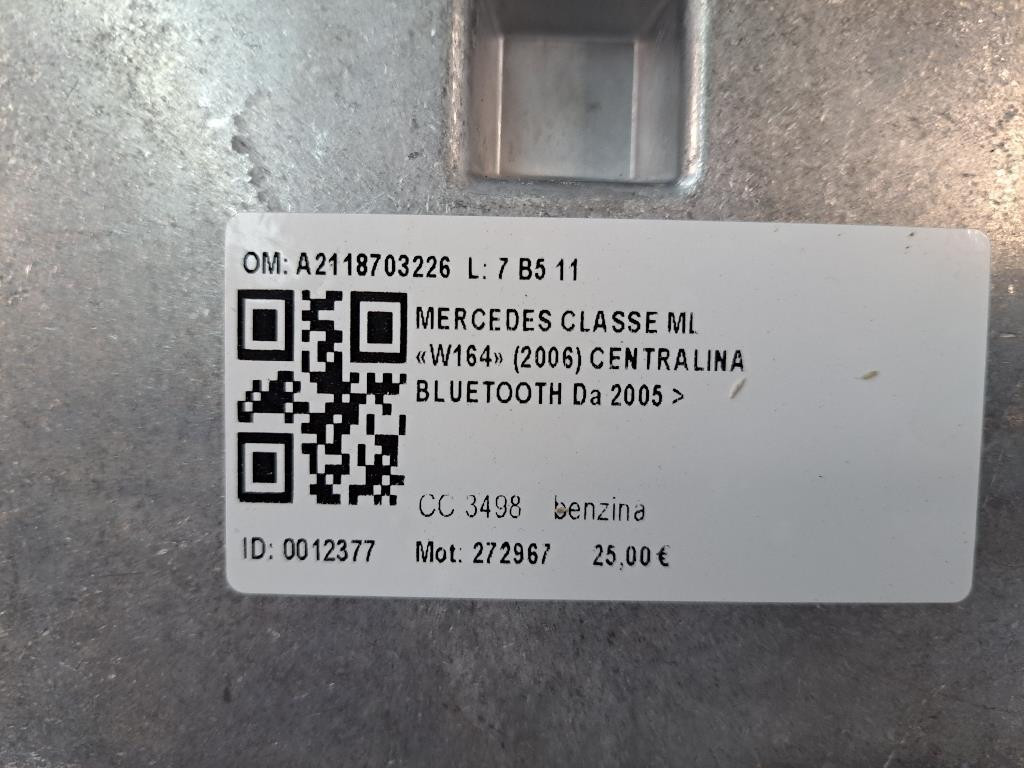 OM: A2118703226 L: 7 B5 11
MERCEDES CLASSE ML
«W164» (2006) CENTRALINA
BLUETOOTH Da 2005 >
CC 3498 benzina
ID: 0012377 Mot: 272967 25,00 €